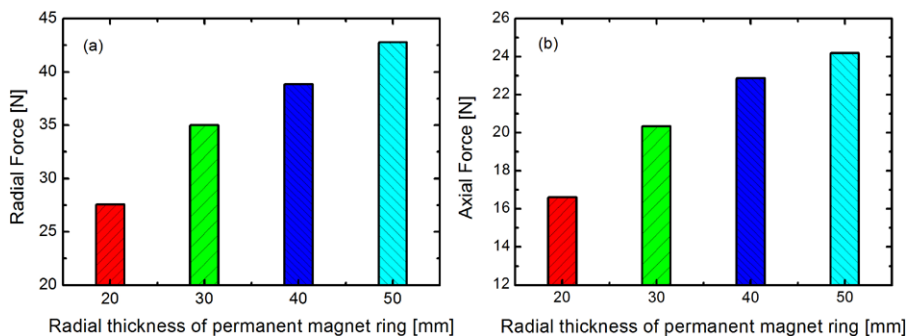 (a)
Radial Force [N]
45
40
35
30
25
20
20 30 40 50
Radial thickness of permanent magnet ring [mm]
(b)
Axial Force [N]
26
24
22
20
18
16
14
12
20 30 40 50
Radial thickness of permanent magnet ring [mm]